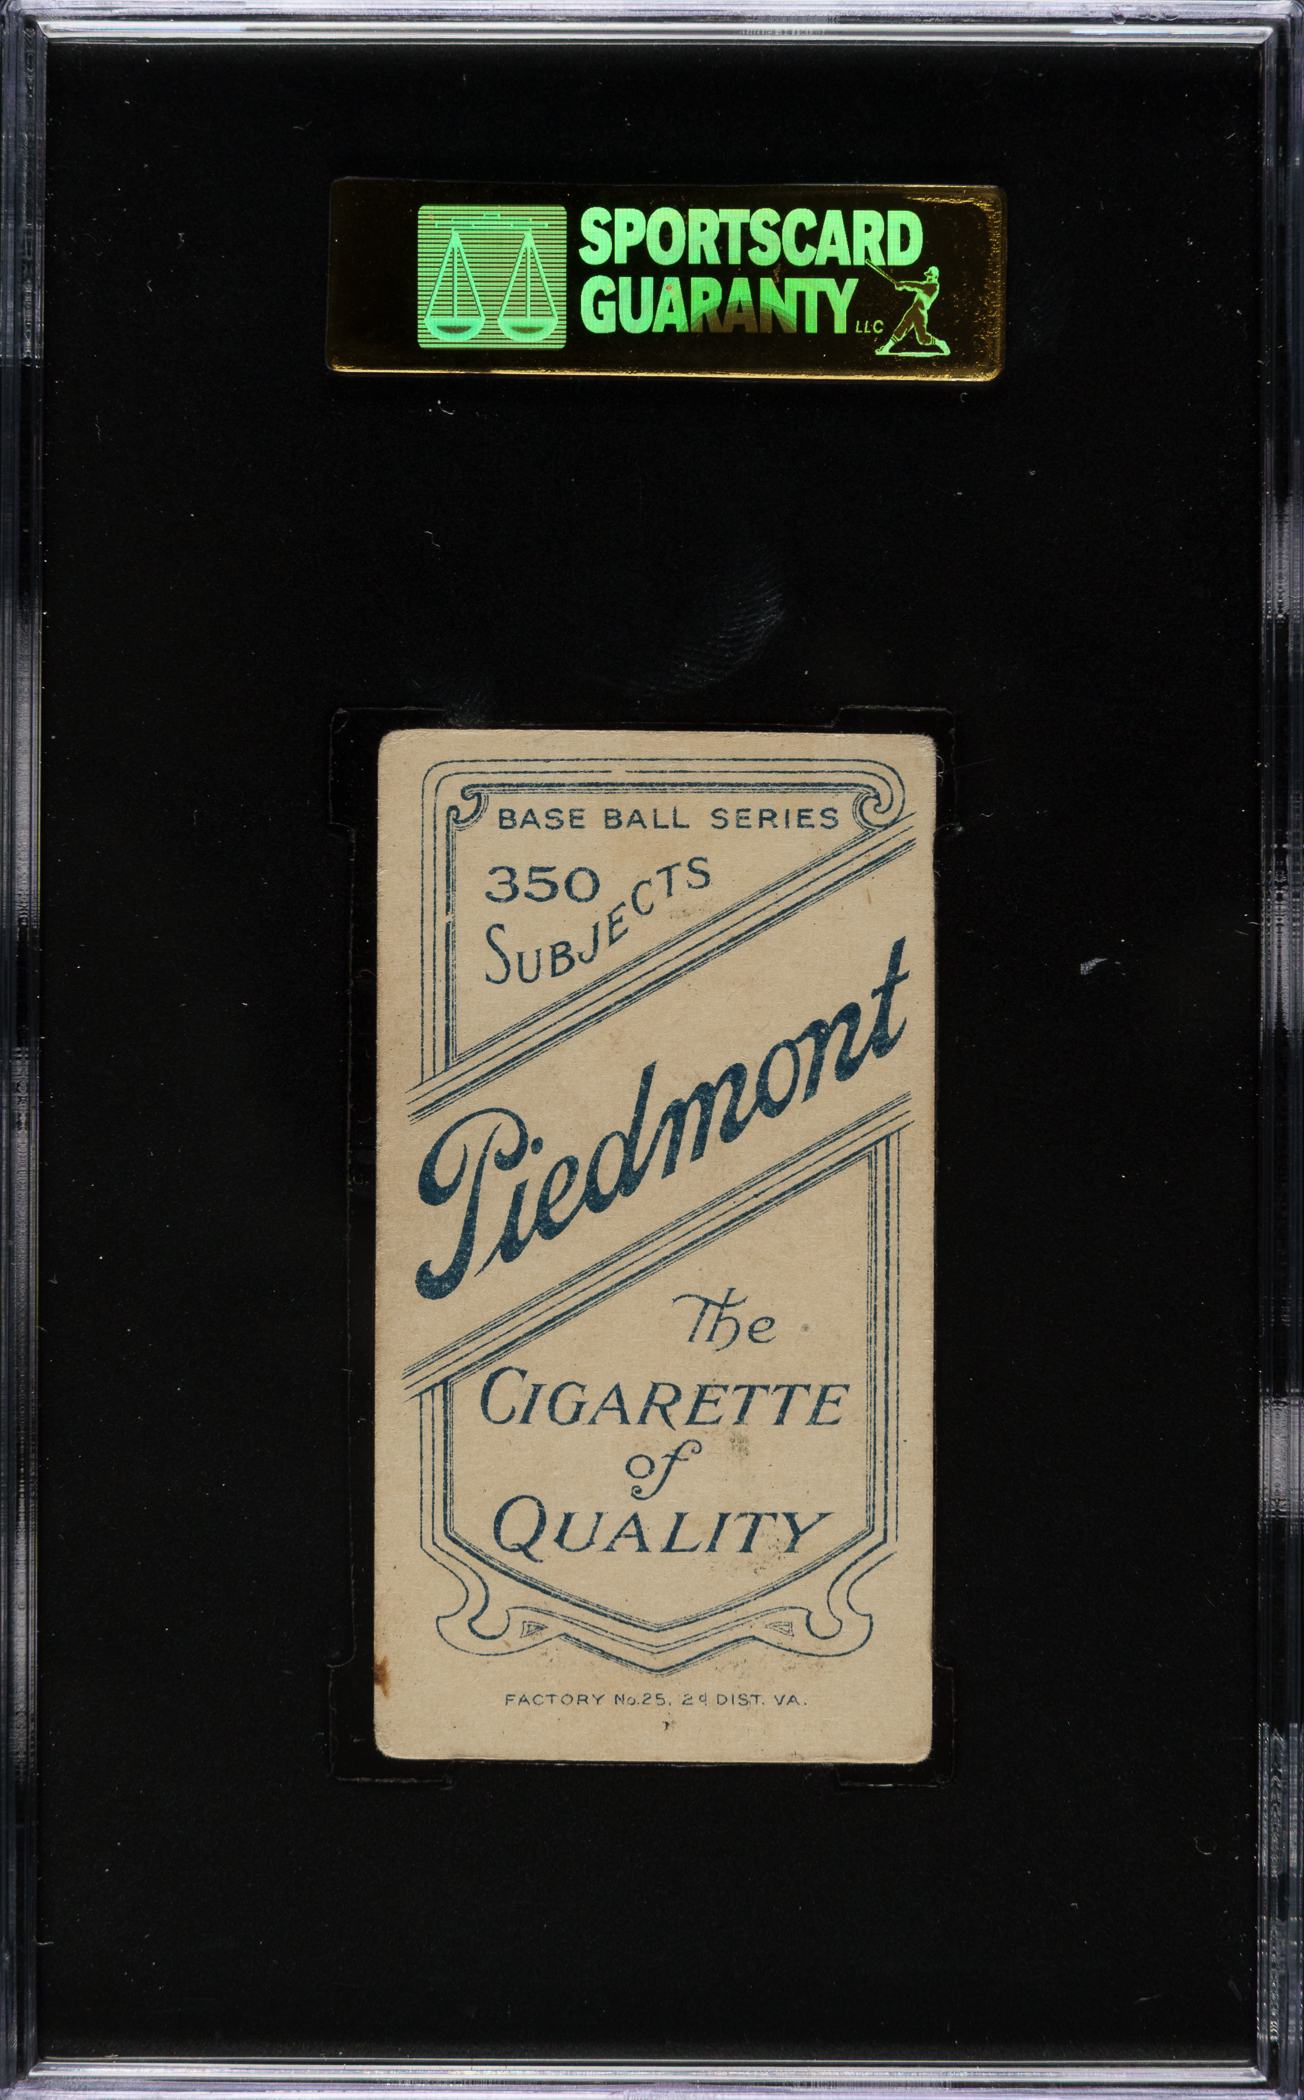 SPORTSCARD
GUARANTY LLC
BASE BALL SERIES
350
SUBJECTS
Piedmont
The
CIGARETTE
of
QUALITY
FACTORY No. 25, 2d DIST. VA.